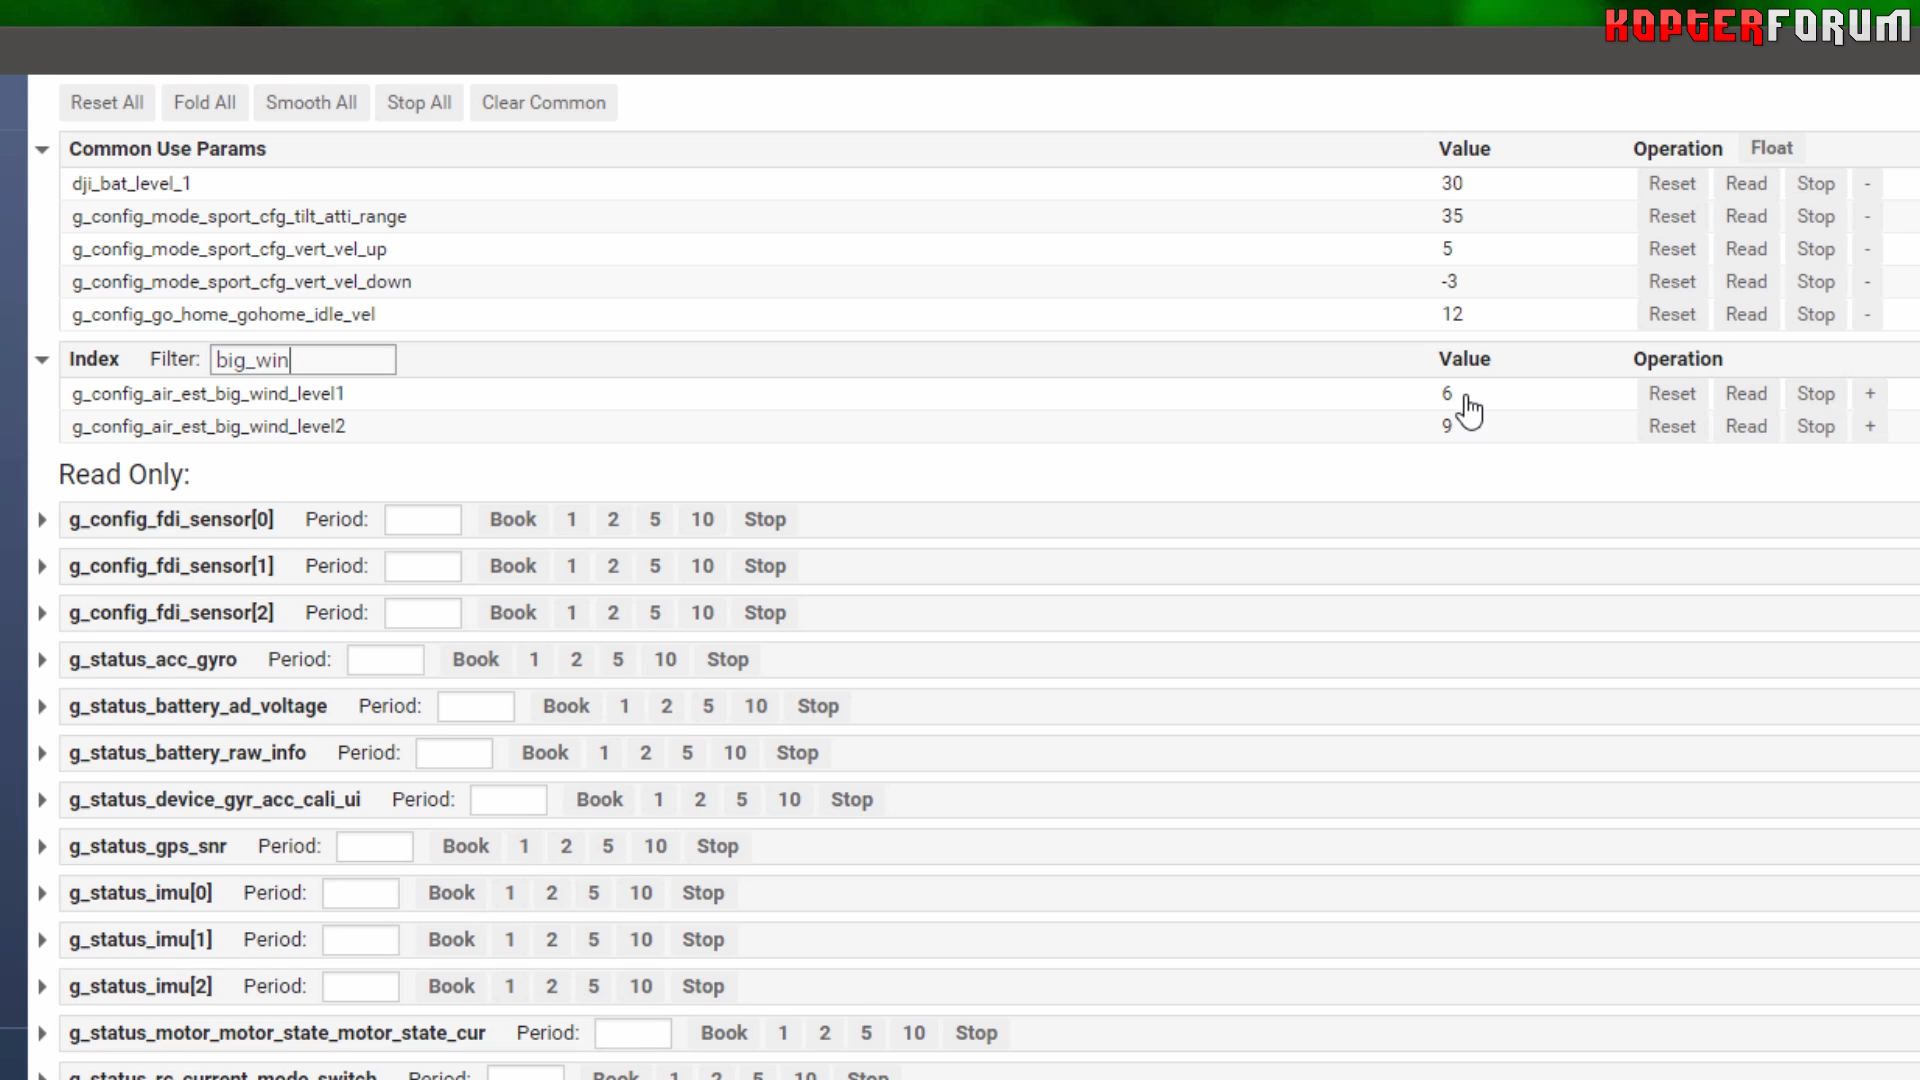 KOPTERFORUM
Reset All Fold All Smooth All Stop All Clear Common
Common Use Params Value Operation Float
dji_bat_level_1 30 Reset Read Stop -
g_config_mode_sport_cfg_tilt_atti_range 35 Reset Read Stop -
g_config_mode_sport_cfg_vert_vel_up 5 Reset Read Stop -
g_config_mode_sport_cfg_vert_vel_down -3 Reset Read Stop -
g_config_go_home_gohome_idle_vel 12 Reset Read Stop -
Index Filter: big_win Value Operation
g_config_air_est_big_wind_level1 6 Reset Read Stop +
g_config_air_est_big_wind_level2 9 Reset Read Stop +
Read Only:
g_config_fdi_sensor[0] Period: Book 1 2 5 10 Stop
g_config_fdi_sensor[1] Period: Book 1 2 5 10 Stop
g_config_fdi_sensor[2] Period: Book 1 2 5 10 Stop
g_status_acc_gyro Period: Book 1 2 5 10 Stop
g_status_battery_ad_voltage Period: Book 1 2 5 10 Stop
g_status_battery_raw_info Period: Book 1 2 5 10 Stop
g_status_device_gyr_acc_cali_ui Period: Book 1 2 5 10 Stop
g_status_gps_snr Period: Book 1 2 5 10 Stop
g_status_imu[0] Period: Book 1 2 5 10 Stop
g_status_imu[1] Period: Book 1 2 5 10 Stop
g_status_imu[2] Period: Book 1 2 5 10 Stop
g_status_motor_motor_state_motor_state_cur Period: Book 1 2 5 10 Stop
g_status_rc_current_mode_switch Period: Book 1 2 5 10 Stop